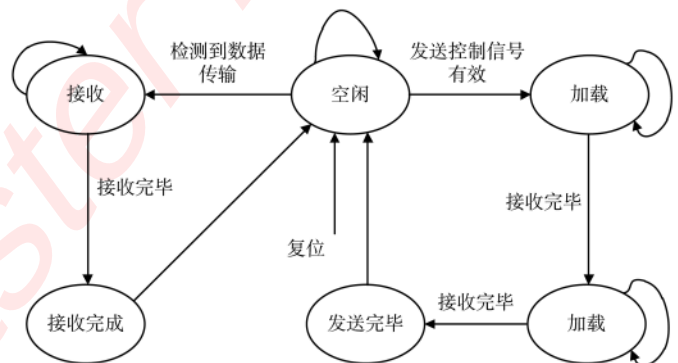 检测到数据
传输
发送控制信号
有效
接收
空闲
加载
接收完毕
接收完毕
复位
接收完毕
接收完成
发送完毕
加载